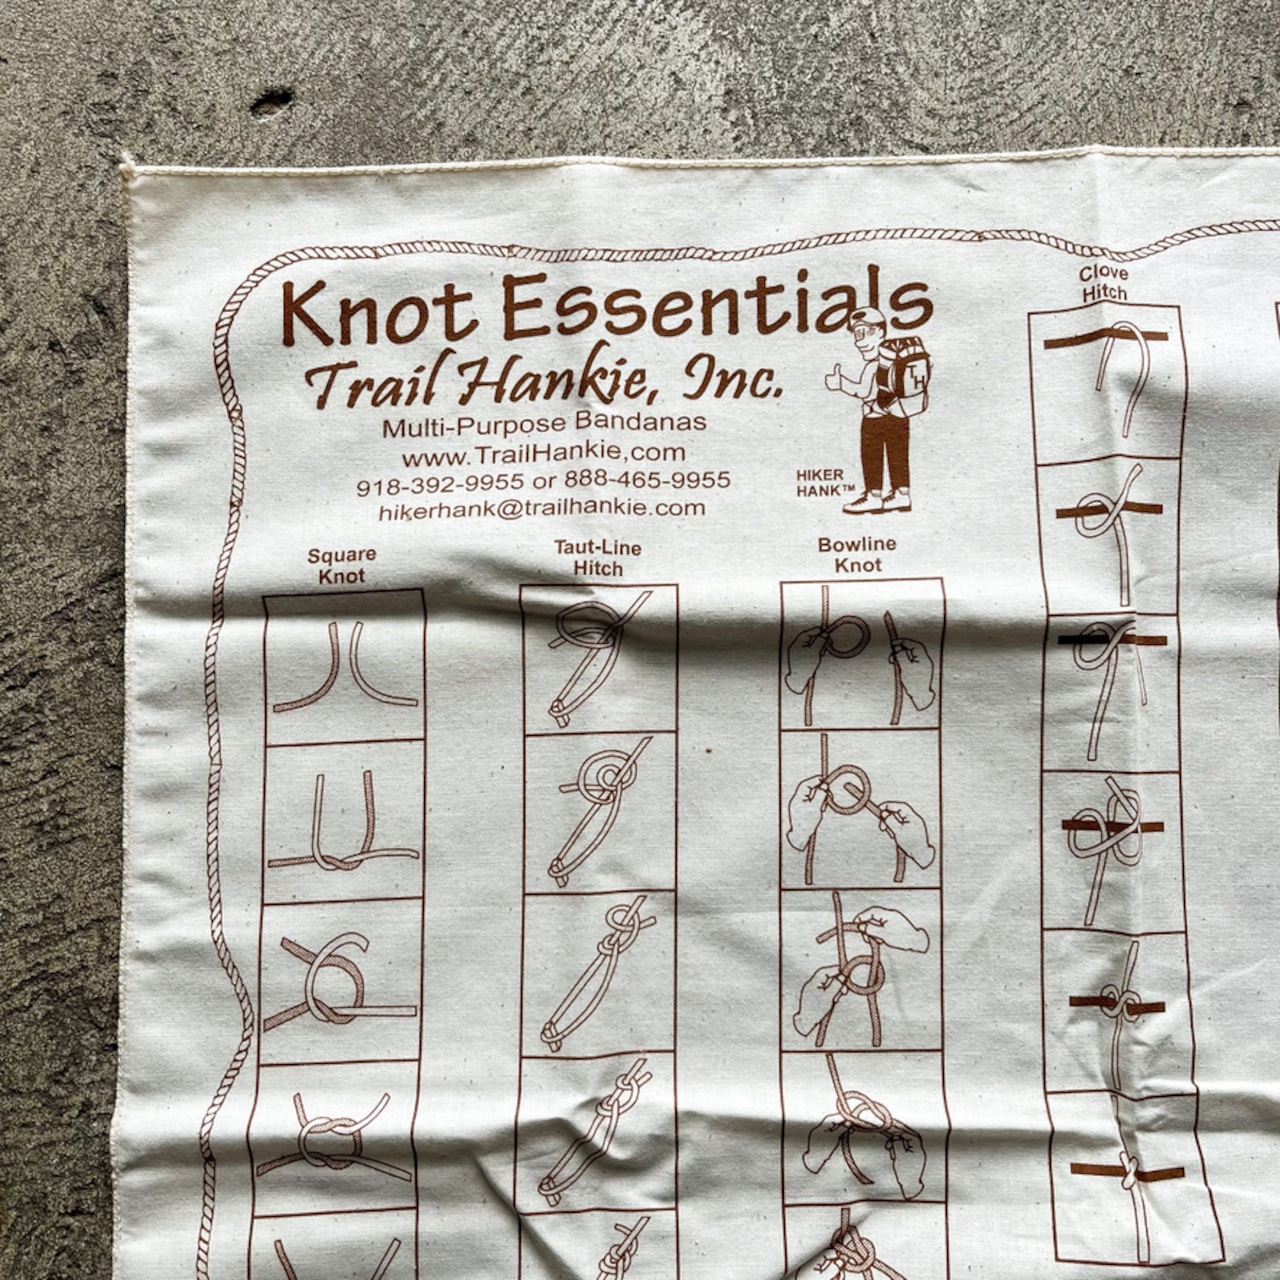 Knot Essentials
Trail Hankie, Inc.
Multi-Purpose Bandanas
www.TrailHankie,com
918-392-9955 or 888-465-9955
hikerhank@trailhankie.com
HIKER
HANK™
TH
Clove
Hitch
Square
Knot
Taut-Line
Hitch
Bowline
Knot